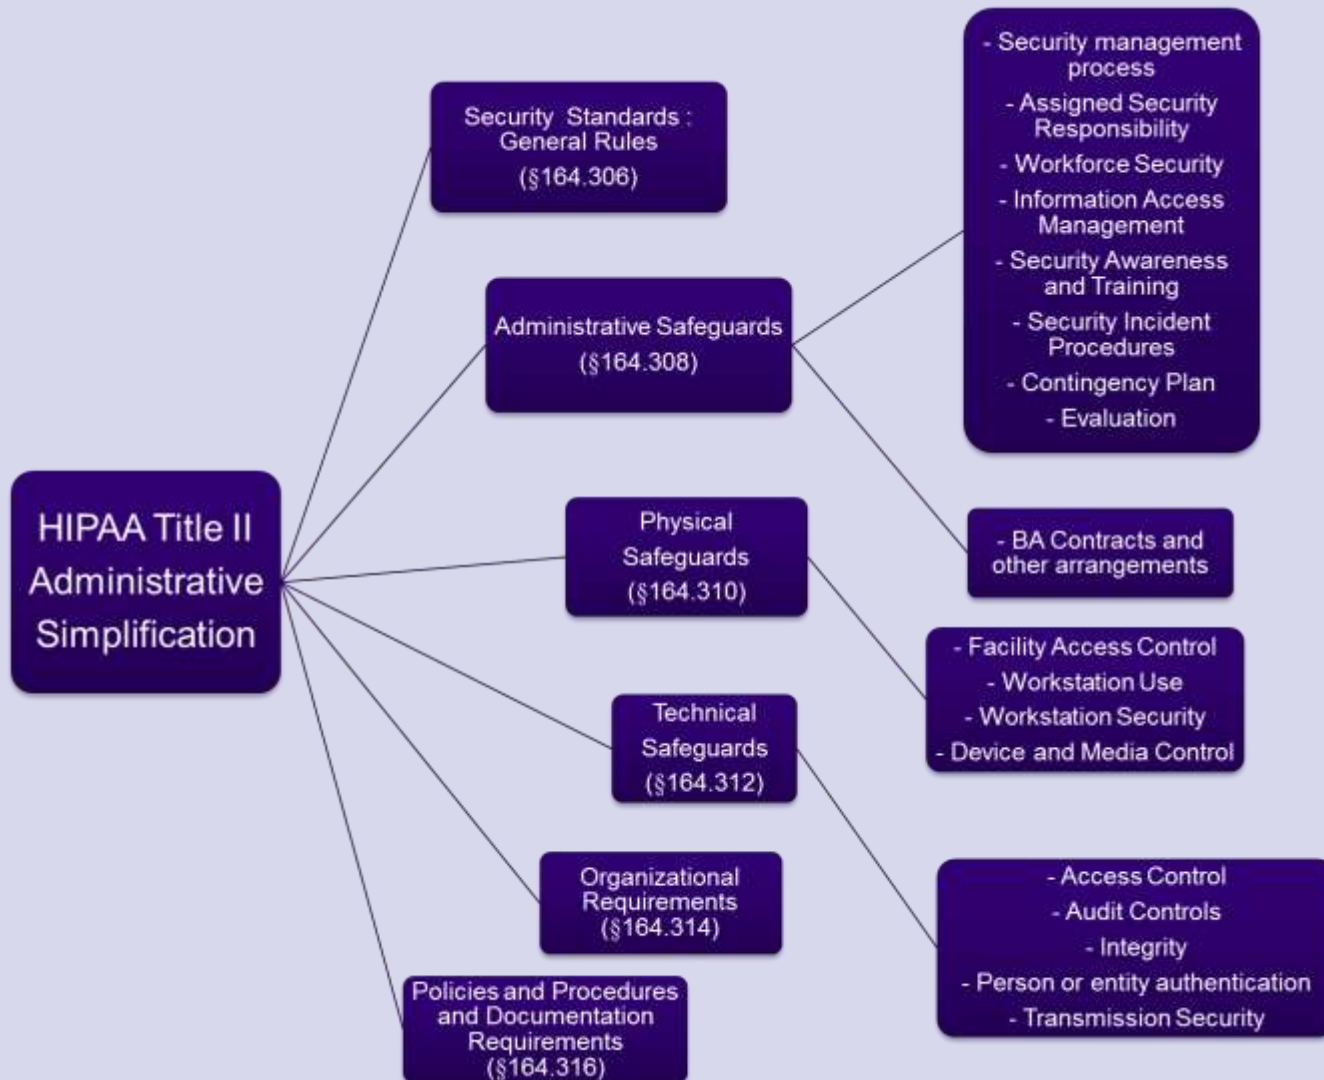 HIPAA Title II
Administrative
Simplification
Security  Standards :
General Rules
(§164.306)
Administrative Safeguards
(§164.308)
- Security management
process
- Assigned Security
Responsibility
- Workforce Security
- Information Access
Management
- Security Awareness
and Training
- Security Incident
Procedures
- Contingency Plan
- Evaluation
- BA Contracts and
other arrangements
Physical
Safeguards
(§164.310)
- Facility Access Control
- Workstation Use
- Workstation Security
- Device and Media Control
Technical
Safeguards
(§164.312)
- Access Control
- Audit Controls
- Integrity
- Person or entity authentication
- Transmission Security
Organizational
Requirements
(§164.314)
Policies and Procedures
and Documentation
Requirements
(§164.316)